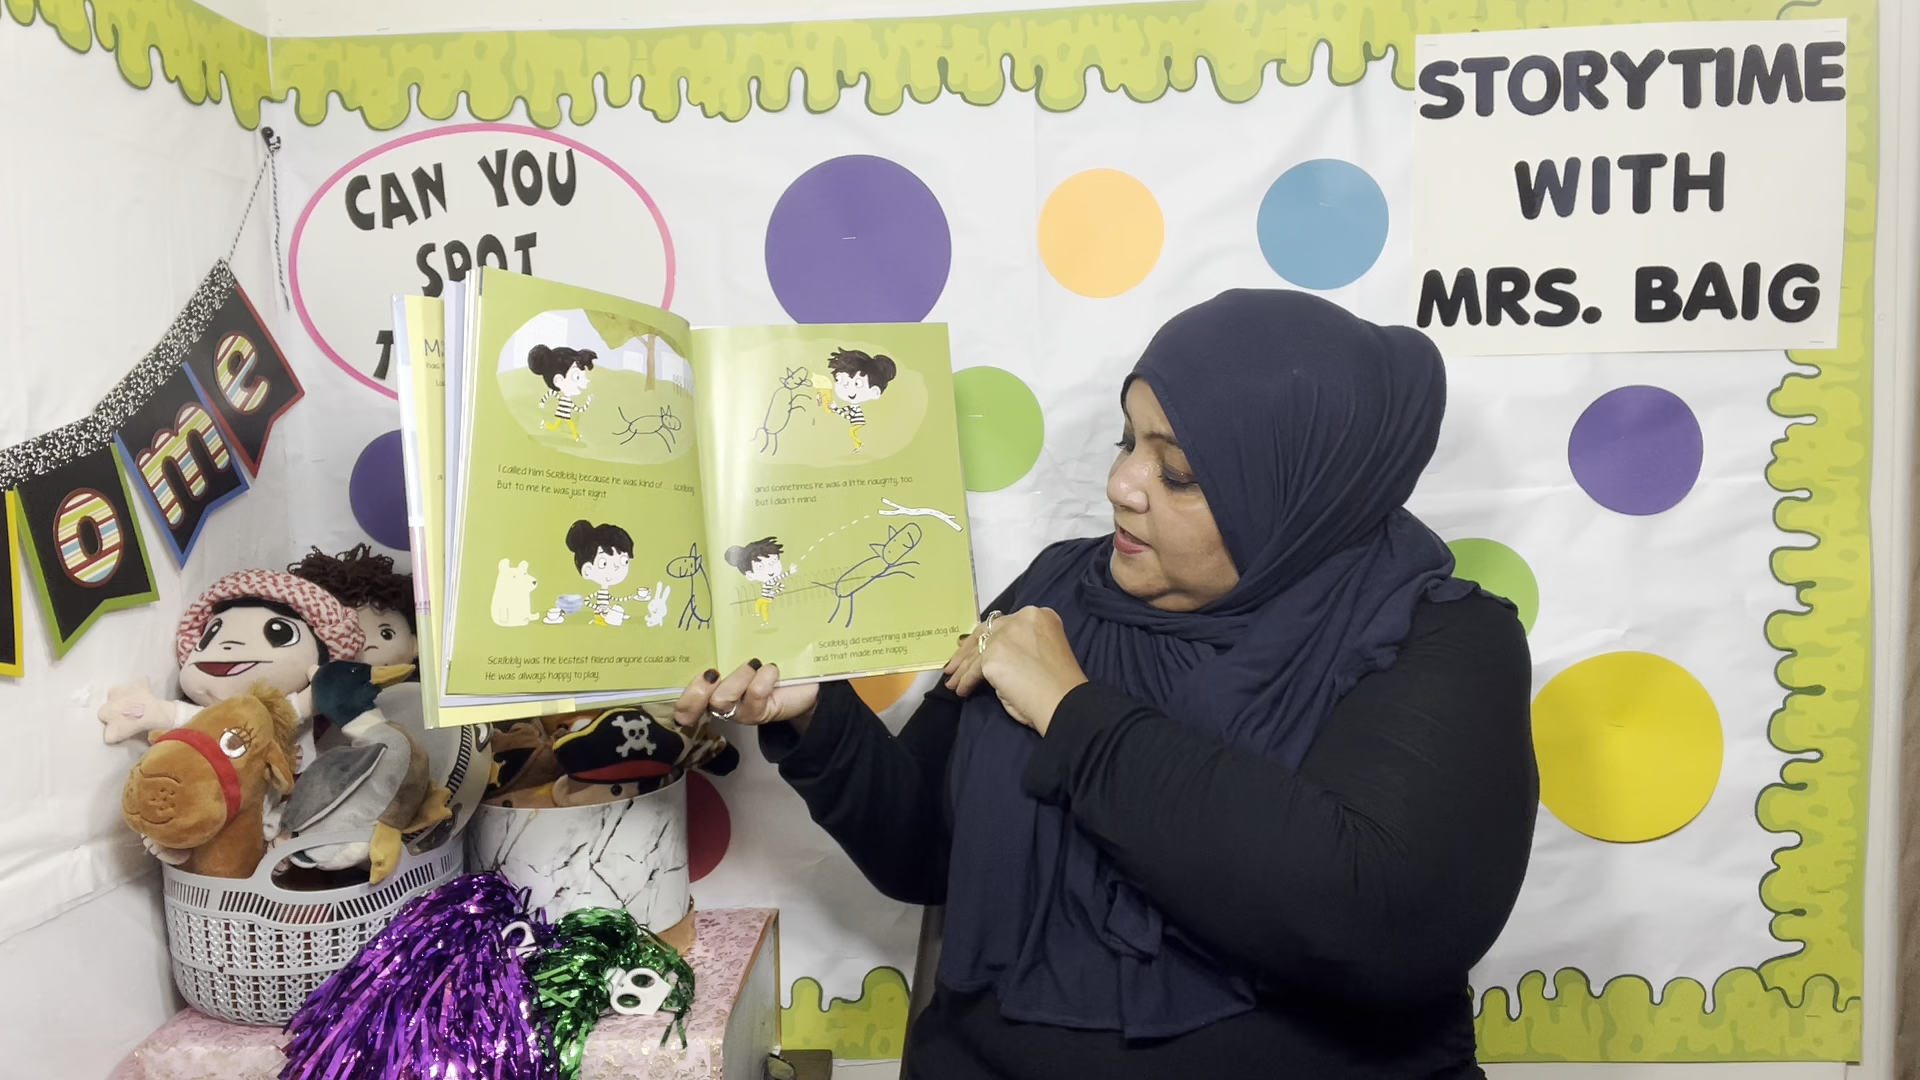 CAN YOU
SPOT
T
STORYTIME
WITH
MRS. BAIG
ome
I called him Scribbly because he was kind of... scribbly.
But to me he was just right.
Scribbly was the bestest friend anyone could ask for.
He was always happy to play,
and sometimes he was a little naughty, too.
But I didn't mind.
Scribbly did everything a regular dog did,
and that made me happy.